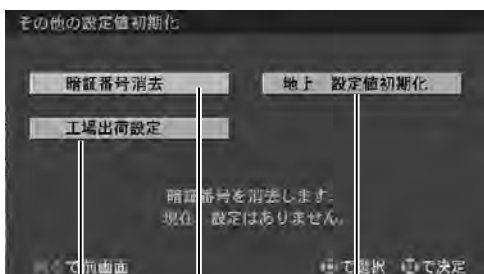 その他の設定値初期化
暗証番号消去
地上 設定値初期化
工場出荷設定
暗証番号を消去します。
現在 設定はありません。
で前画面
で選択 で決定